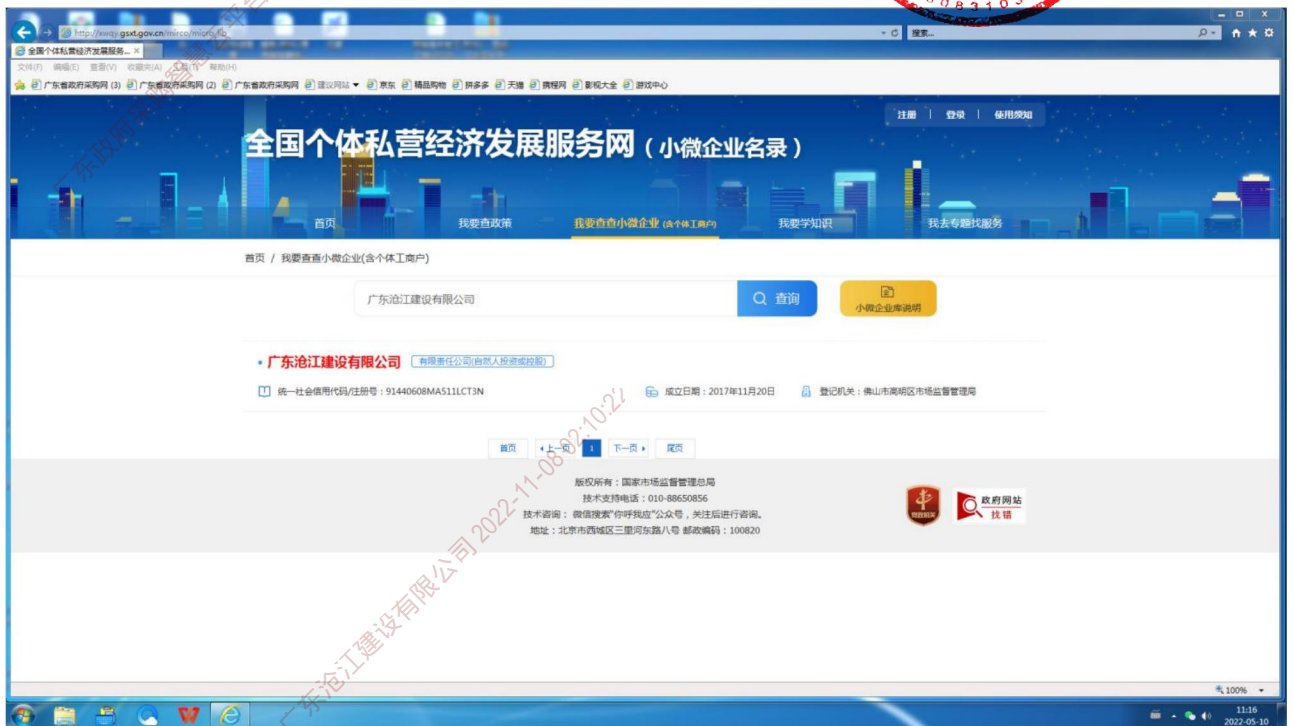 083105
http://xwqy.gsxt.gov.cn/mirco/micro_lib
搜索...
全国个体私营经济发展服务... ×
文件(F) 编辑(E) 查看(V) 收藏夹(A) 工具(T) 帮助(H)
广东省政府采购网 (3) 广东省政府采购网 (2) 广东省政府采购网 建议网站 ▼ 京东 精品购物 拼多多 天猫 携程网 影视大全 游戏中心
注册 | 登录 | 使用须知
全国个体私营经济发展服务网（小微企业名录）
首页 我要查政策 我要查查小微企业 (含个体工商户) 我要学知识 我去专题找服务
首页 / 我要查查小微企业(含个体工商户)
广东沧江建设有限公司 查询
小微企业库说明
• 广东沧江建设有限公司 有限责任公司(自然人投资或控股)
统一社会信用代码/注册号：91440608MA511LCT3N 成立日期：2017年11月20日 登记机关：佛山市高明区市场监督管理局
首页 上一页 1 下一页 尾页
版权所有：国家市场监督管理总局
技术支持电话：010-88650856
技术咨询： 微信搜索“你呼我应”公众号，关注后进行咨询。
地址：北京市西城区三里河东路八号 邮政编码：100820
党政机关
政府网站
找错
广东沧江建设有限公司 2022-11-08 02:10:22
100%
11:16
2022-05-10